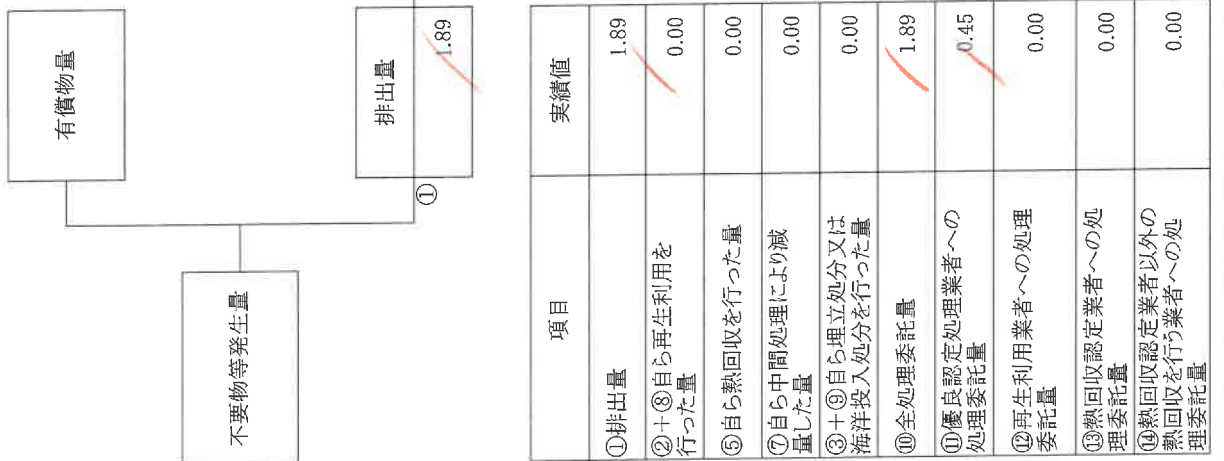 有償物量
不要物等発生量
排出量
①
1.89
項目
実績値
①排出量
1.89
②+⑧自ら再生利用を
行った量
0.00
⑤自ら熱回収を行った量
0.00
⑦自ら中間処理により減
量した量
0.00
③+⑨自ら埋立処分又は
海洋投入処分を行った量
0.00
⑩全処理委託量
1.89
⑪優良認定処理業者への
処理委託量
0.45
⑫再生利用業者への処理
委託量
0.00
⑬熱回収認定業者への処
理委託量
0.00
⑭熱回収認定業者以外の
熱回収を行う業者への処
理委託量
0.00